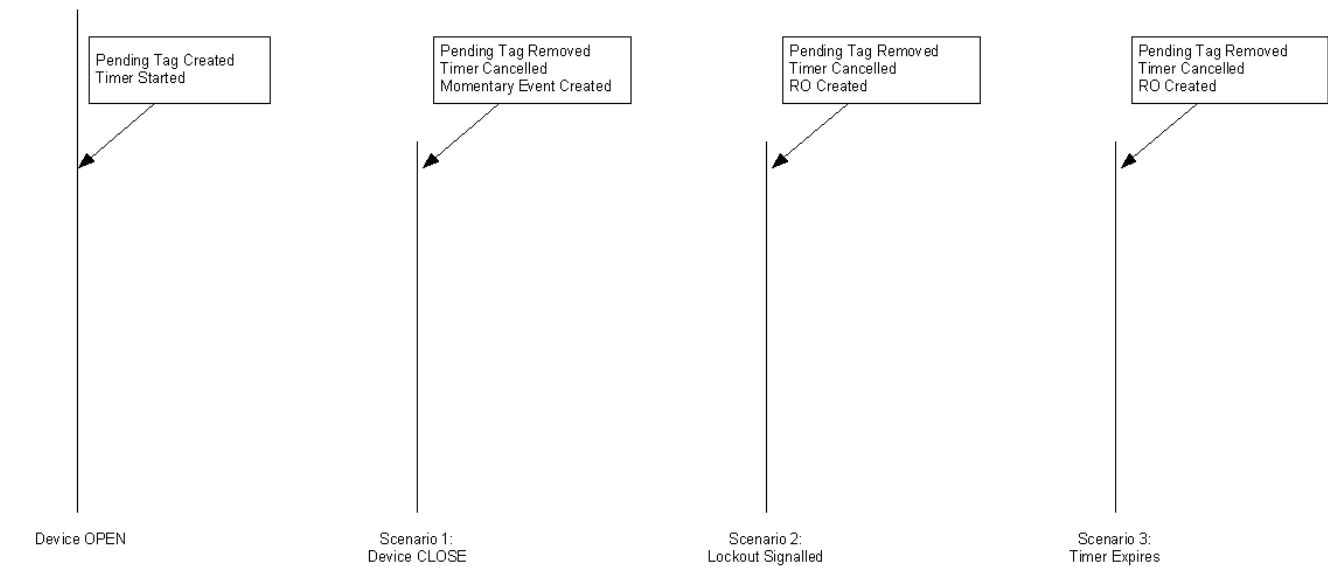 Pending Tag Created
Timer Started
Pending Tag Removed
Timer Cancelled
Momentary Event Created
Pending Tag Removed
Timer Cancelled
RO Created
Pending Tag Removed
Timer Cancelled
RO Created
Device OPEN
Scenario 1:
Device CLOSE
Scenario 2:
Lockout Signalled
Scenario 3:
Timer Expires